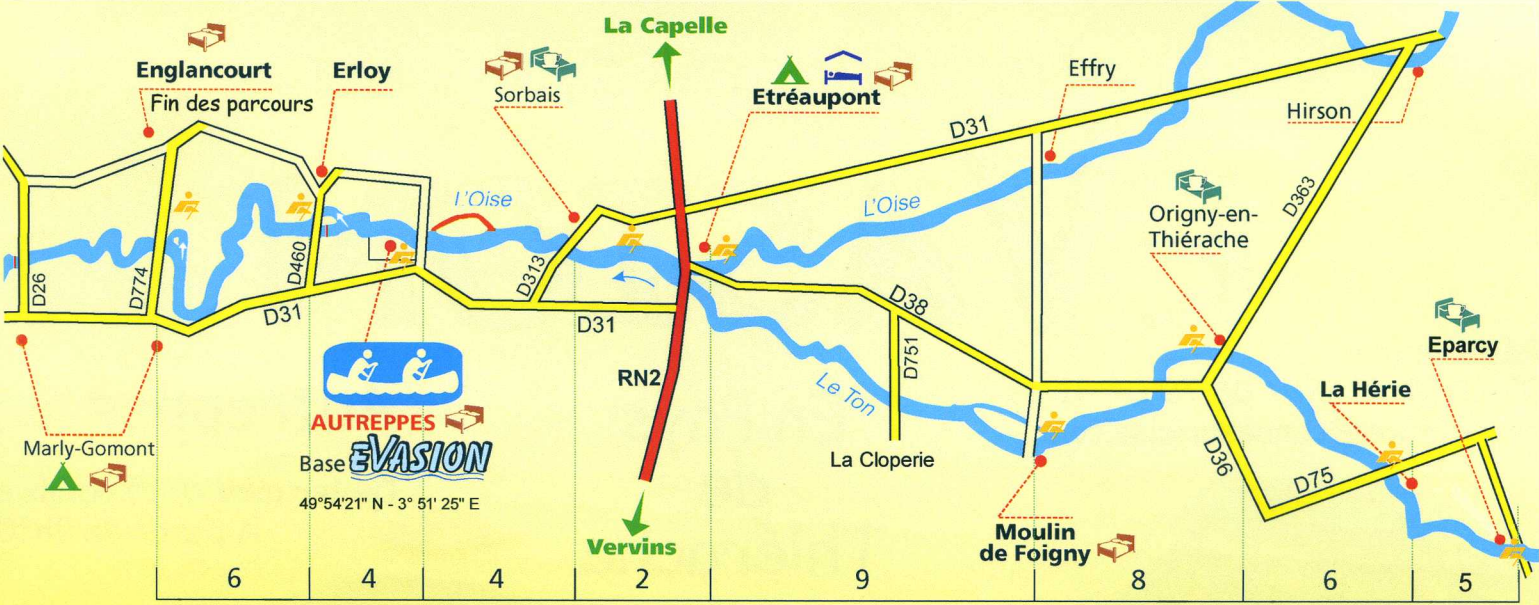 La Capelle
Englancourt
Fin des parcours
Erloy
Sorbais
Etréaupont
Effry
Hirson
D31
L'Oise
L'Oise
D363
Origny-en-
Thiérache
D26
D774
D460
D313
D31
D31
D38
D751
RN2
Le Ton
Eparcy
La Hérie
Marly-Gomont
AUTREPPES
Base EVASION
49°54'21" N - 3° 51' 25" E
La Cloperie
D36
D75
Moulin
de Foigny
Vervins
6 4 4 2 9 8 6 5